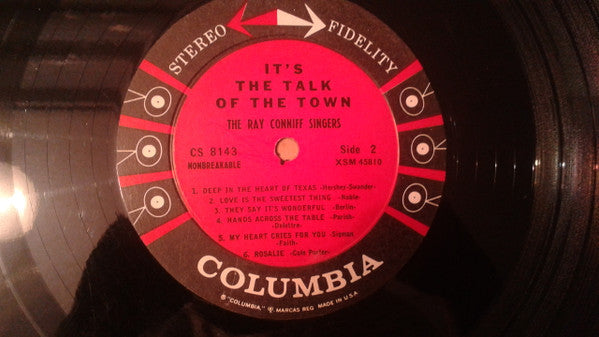 STEREO FIDELITY
IT'S
THE TALK
OF THE TOWN
THE RAY CONNIFF SINGERS
CS 8143 Side 2
NONBREAKABLE XSM 45810
1. DEEP IN THE HEART OF TEXAS -Hershey-Swander-
2. LOVE IS THE SWEETEST THING -Noble-
3. THEY SAY IT'S WONDERFUL -Berlin-
4. HANDS ACROSS THE TABLE -Parish-
Delettre-
5. MY HEART CRIES FOR YOU -Sigman-
Faith-
6. ROSALIE -Cole Porter-
COLUMBIA
® "COLUMBIA," MARCAS REG. MADE IN U.S.A.